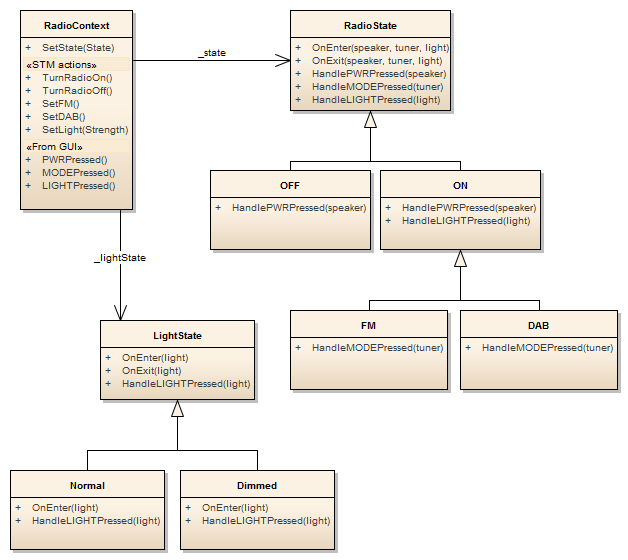 RadioContext
+ SetState(State)
«STM actions»
+ TurnRadioOn()
+ TurnRadioOff()
+ SetFM()
+ SetDAB()
+ SetLight(Strength)
«From GUI»
+ PWRPressed()
+ MODEPressed()
+ LIGHTPressed()
_state
RadioState
+ OnEnter(speaker, tuner, light)
+ OnExit(speaker, tuner, light)
+ HandlePWRPressed(speaker)
+ HandleMODEPressed(tuner)
+ HandleLIGHTPressed(light)
OFF
+ HandlePWRPressed(speaker)
ON
+ HandlePWRPressed(speaker)
+ HandleLIGHTPressed(light)
_lightState
FM
+ HandleMODEPressed(tuner)
DAB
+ HandleMODEPressed(tuner)
LightState
+ OnEnter(light)
+ OnExit(light)
+ HandleLIGHTPressed(light)
Normal
+ OnEnter(light)
+ HandleLIGHTPressed(light)
Dimmed
+ OnEnter(light)
+ HandleLIGHTPressed(light)